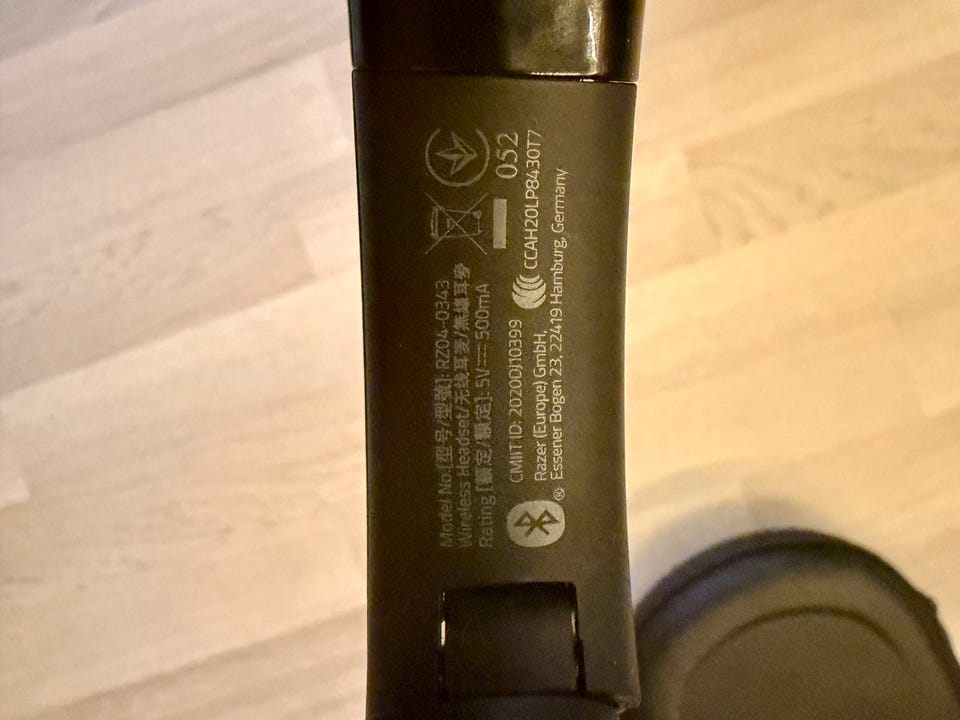 Model No.[型号/型號]: RZ04-0343
Wireless Headset/无线耳麦/無線耳麥
Rating [额定/額定]: 5V⎓500mA
052
CMIIT ID: 2020DJ10399
CCAH20LP8430T7
Razer (Europe) GmbH,
Essener Bogen 23, 22419 Hamburg, Germany
®